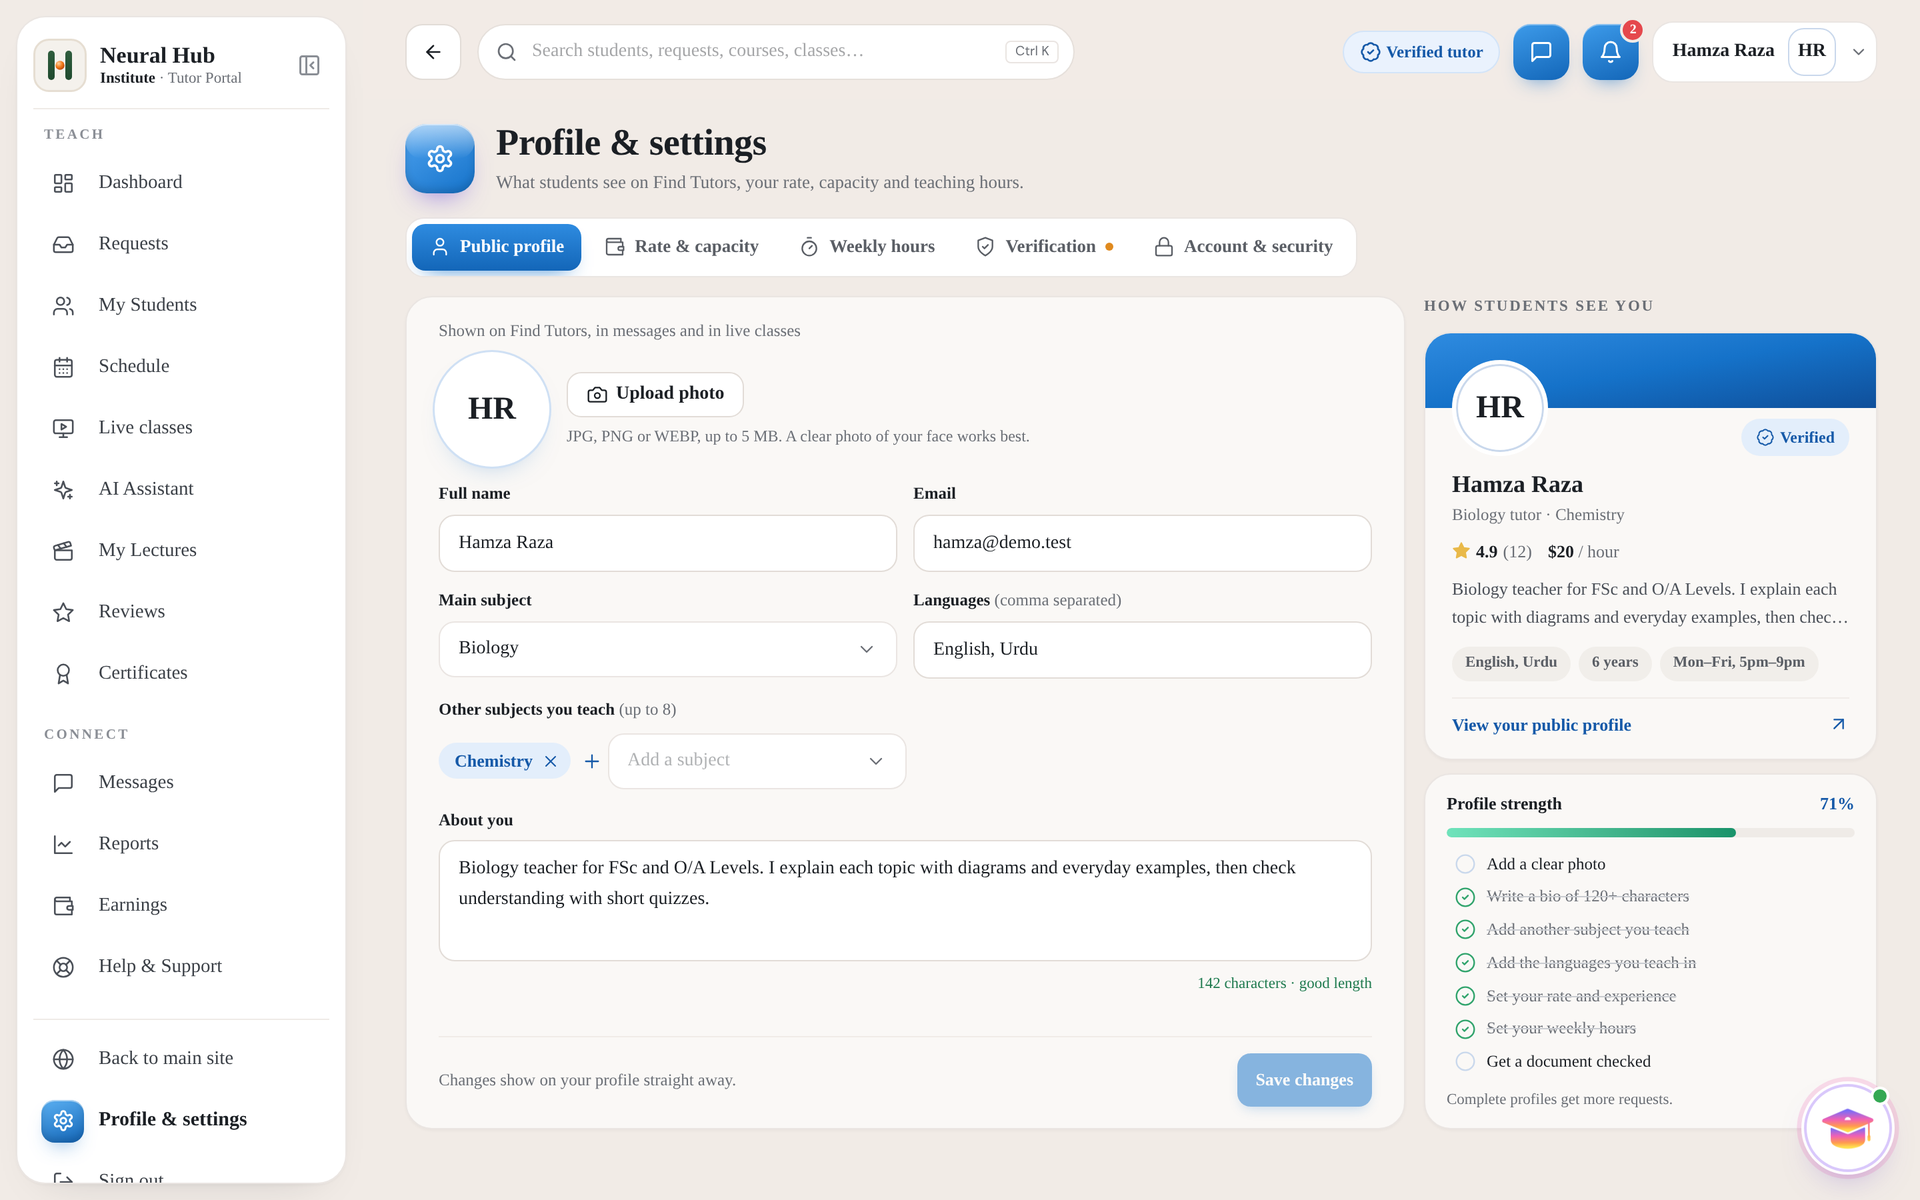 Neural Hub
Institute · Tutor Portal
TEACH
Dashboard
Requests
My Students
Schedule
Live classes
AI Assistant
My Lectures
Reviews
Certificates
CONNECT
Messages
Reports
Earnings
Help & Support
Back to main site
Profile & settings
Sign out
Search students, requests, courses, classes…
Ctrl K
Verified tutor
2
Hamza Raza
HR
Profile & settings
What students see on Find Tutors, your rate, capacity and teaching hours.
Public profile
Rate & capacity
Weekly hours
Verification
Account & security
Shown on Find Tutors, in messages and in live classes
HR
Upload photo
JPG, PNG or WEBP, up to 5 MB. A clear photo of your face works best.
Full name
Email
Hamza Raza
hamza@demo.test
Main subject
Languages (comma separated)
Biology
English, Urdu
Other subjects you teach (up to 8)
Chemistry
Add a subject
About you
Biology teacher for FSc and O/A Levels. I explain each topic with diagrams and everyday examples, then check
understanding with short quizzes.
142 characters · good length
Changes show on your profile straight away.
Save changes
HOW STUDENTS SEE YOU
HR
Verified
Hamza Raza
Biology tutor · Chemistry
4.9 (12) $20 / hour
Biology teacher for FSc and O/A Levels. I explain each
topic with diagrams and everyday examples, then chec…
English, Urdu
6 years
Mon–Fri, 5pm–9pm
View your public profile
Profile strength
71%
Add a clear photo
Write a bio of 120+ characters
Add another subject you teach
Add the languages you teach in
Set your rate and experience
Set your weekly hours
Get a document checked
Complete profiles get more requests.